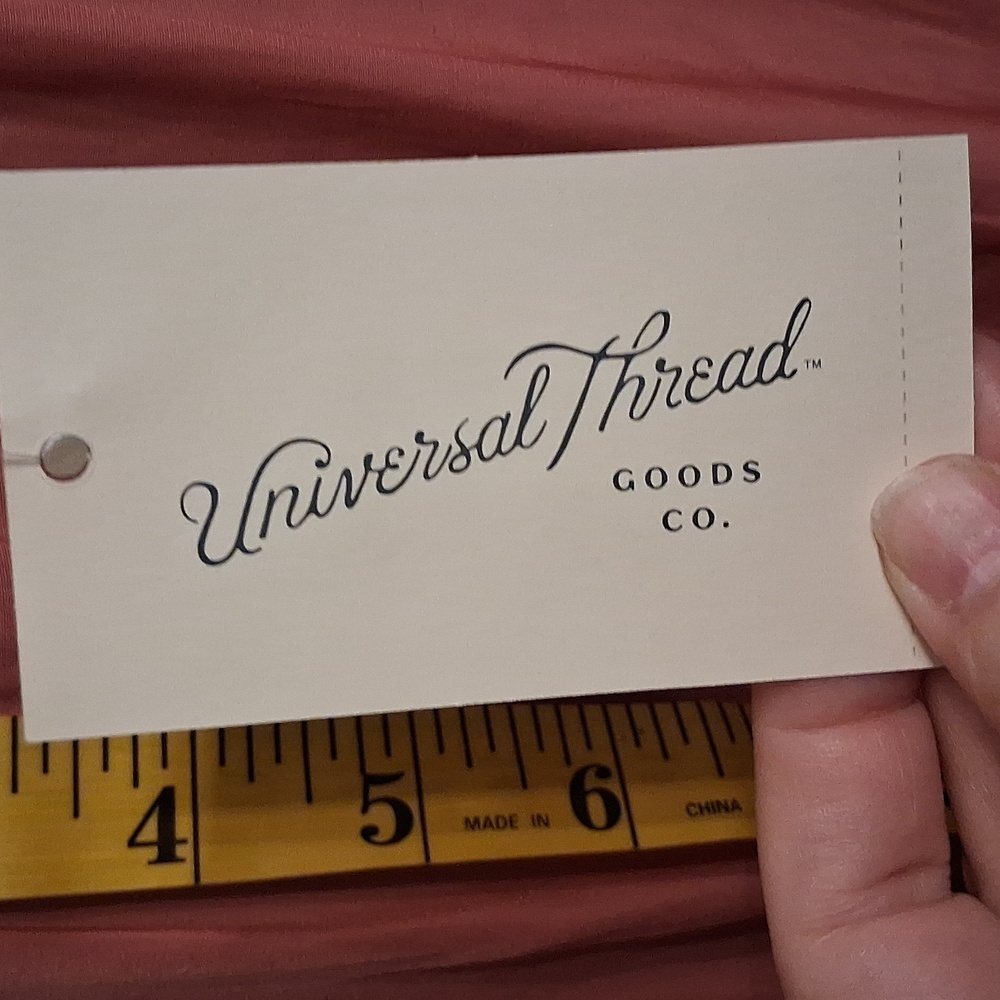 Universal Thread™
GOODS
CO.
4 5 MADE IN 6 CHINA